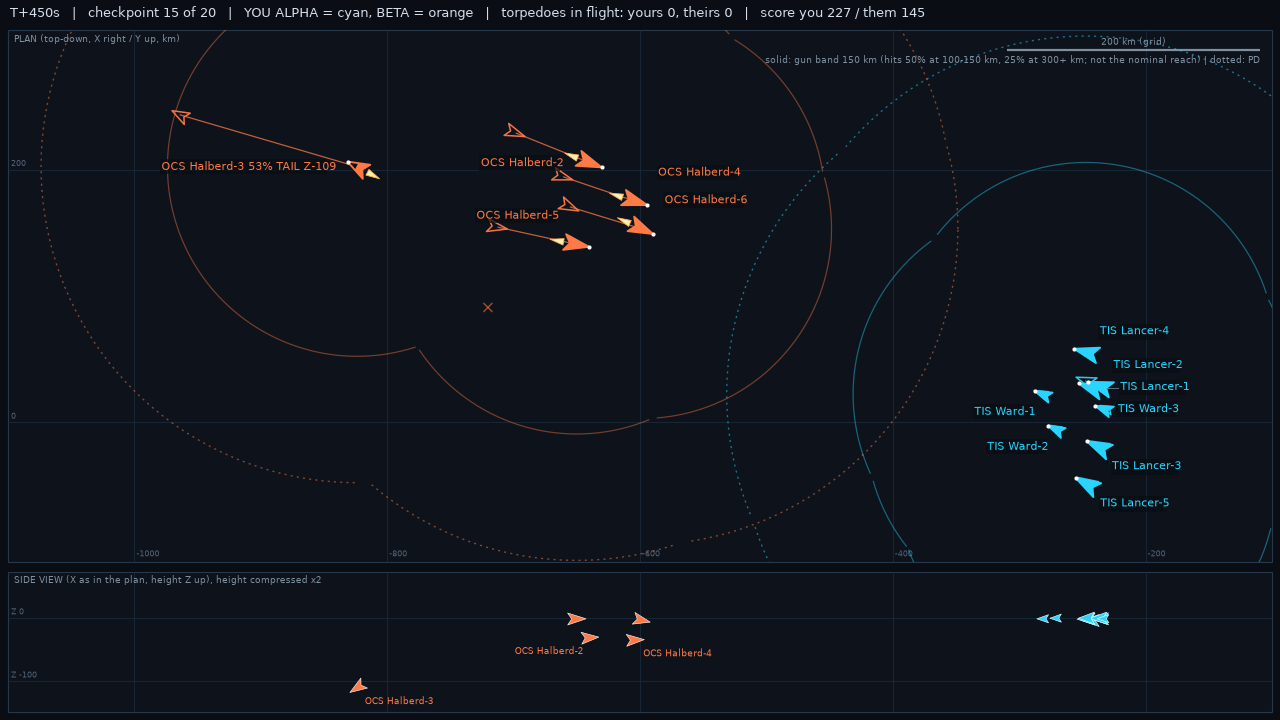 T+450s | checkpoint 15 of 20 | YOU ALPHA = cyan, BETA = orange | torpedoes in flight: yours 0, theirs 0 | score you 227 / them 145
PLAN (top-down, X right / Y up, km)
200 km (grid)
solid: gun band 150 km (hits 50% at 100-150 km, 25% at 300+ km; not the nominal reach) | dotted: PD
200
OCS Halberd-3 53% TAIL Z-109
OCS Halberd-2
OCS Halberd-4
OCS Halberd-6
OCS Halberd-5
TIS Lancer-4
TIS Lancer-2
TIS Lancer-1
TIS Ward-1
TIS Ward-3
0
TIS Ward-2
TIS Lancer-3
TIS Lancer-5
-1000
-800
-600
-400
-200
SIDE VIEW (X as in the plan, height Z up), height compressed x2
Z 0
OCS Halberd-2
OCS Halberd-4
Z -100
OCS Halberd-3